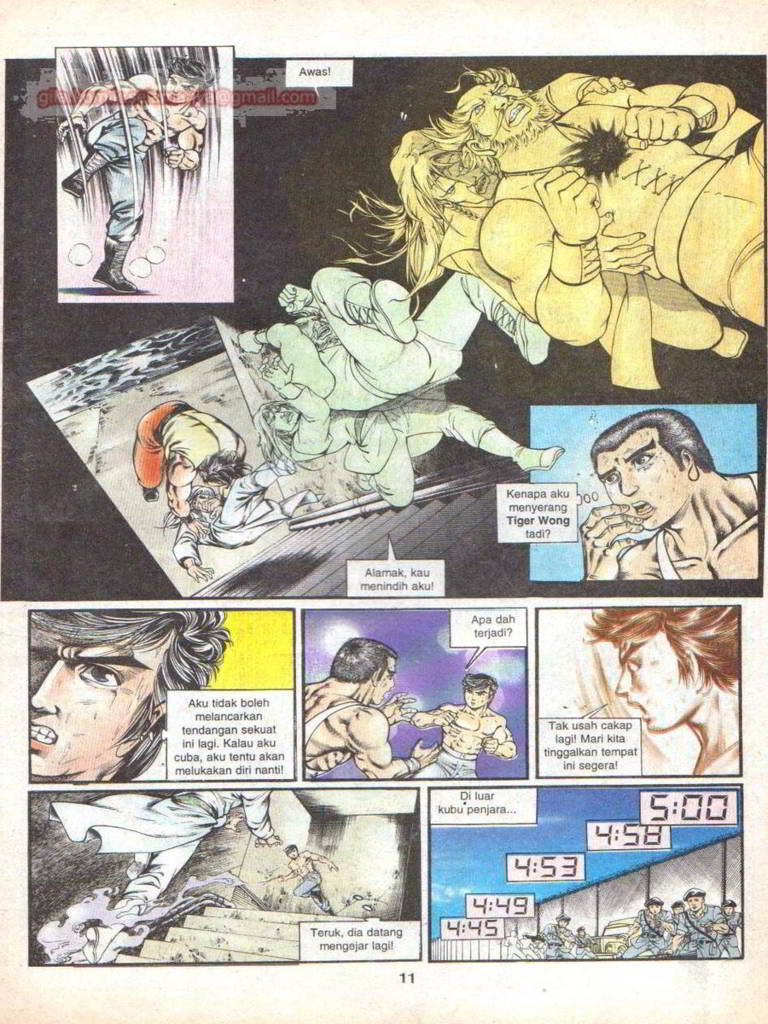 Awas!
Kenapa aku
menyerang
Tiger Wong
tadi?
Alamak, kau
menindih aku!
Aku tidak boleh
melancarkan
tendangan sekuat
ini lagi. Kalau aku
cuba, aku tentu akan
melukakan diri nanti!
Apa dah
terjadi?
Tak usah cakap
lagi! Mari kita
tinggalkan tempat
ini segera!
Teruk, dia datang
mengejar lagi!
Di luar
kubu penjara...
5:00
4:58
4:53
4:49
4:45
11